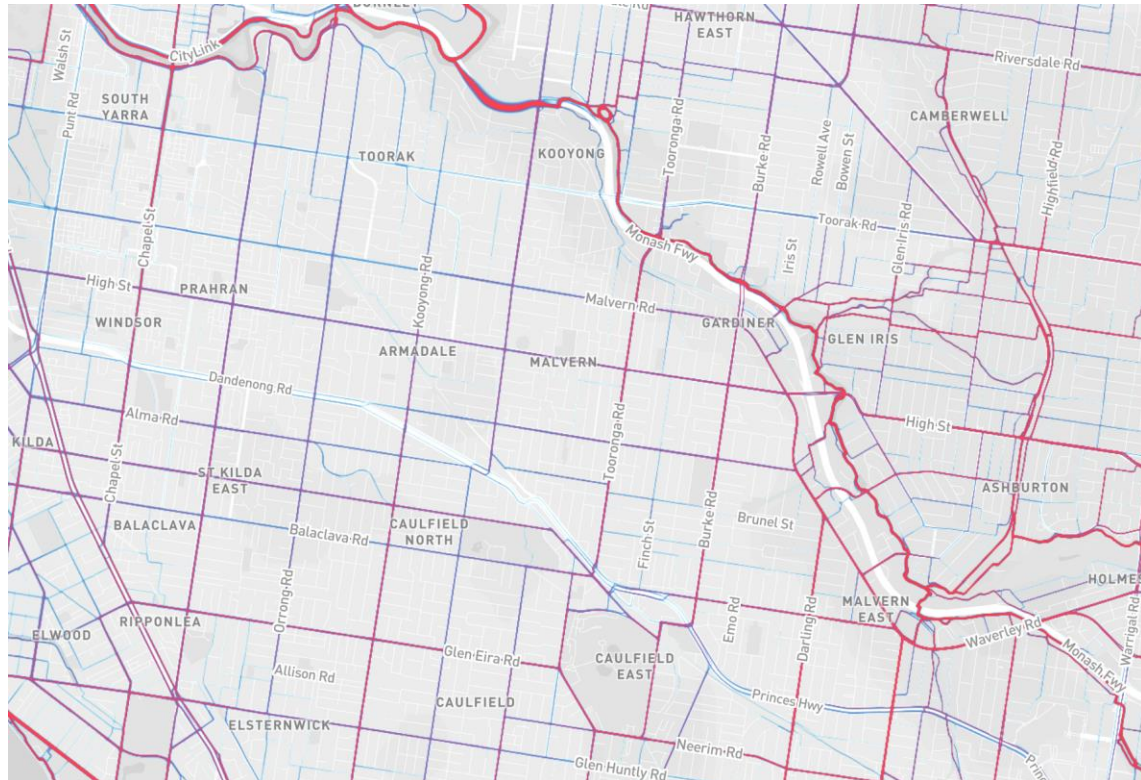 BURNLEY
HAWTHORN
EAST
CityLink
Walsh St
Punt Rd
SOUTH
YARRA
Riversdale Rd
CAMBERWELL
TOORAK
KOOYONG
Tooronga Rd
Burke Rd
Rowell Ave
Bowen St
Highfield Rd
Chapel St
Toorak Rd
Glen Iris Rd
Monash Fwy
Iris St
Kooyong Rd
High St
PRAHRAN
Malvern Rd
WINDSOR
GARDINER
GLEN IRIS
ARMADALE
MALVERN
Dandenong Rd
Alma Rd
High St
KILDA
Chapel St
ST KILDA
EAST
Tooronga Rd
ASHBURTON
BALACLAVA
Balaclava Rd
CAULFIELD
NORTH
Finch St
Burke Rd
Brunel St
HOLMES
Orrong Rd
MALVERN
EAST
ELWOOD
RIPPONLEA
Emo Rd
Darling Rd
Waverley Rd
Warrigal Rd
Glen Eira Rd
CAULFIELD
EAST
Monash Fwy
Allison Rd
CAULFIELD
Princes Hwy
ELSTERNWICK
Neerim Rd
Glen Huntly Rd
Prin